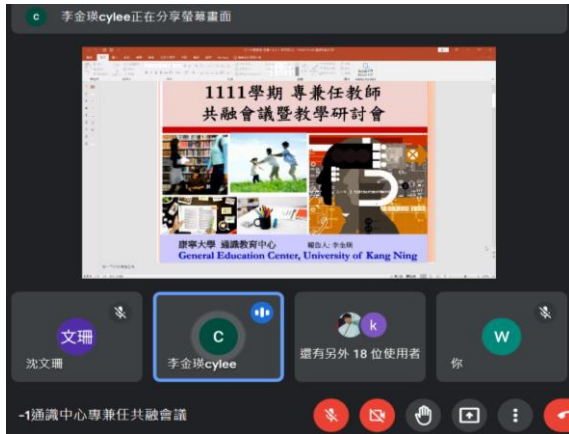 C 李金瑛cylee正在分享螢幕畫面
1111學期 專兼任教師
共融會議暨教學研討會
康寧大學 通識教育中心 報告人:李金瑛
General Education Center, University of Kang Ning
文珊
沈文珊
C
李金瑛cylee
k
還有另外 18 位使用者
W
你
-1通識中心專兼任共融會議